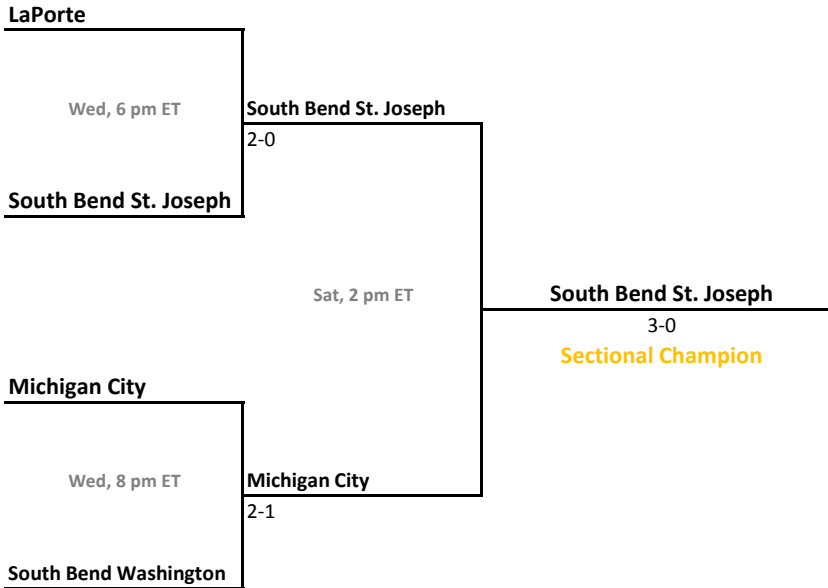 LaPorte
Wed, 6 pm ET
South Bend St. Joseph
2-0
South Bend St. Joseph
Sat, 2 pm ET
South Bend St. Joseph
3-0
Sectional Champion
Michigan City
Wed, 8 pm ET
Michigan City
2-1
South Bend Washington